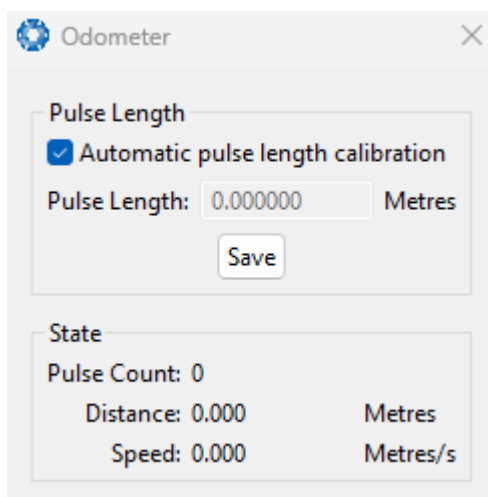 Odometer
Pulse Length
Automatic pulse length calibration
Pulse Length: 0.000000 Metres
Save
State
Pulse Count: 0
Distance: 0.000 Metres
Speed: 0.000 Metres/s